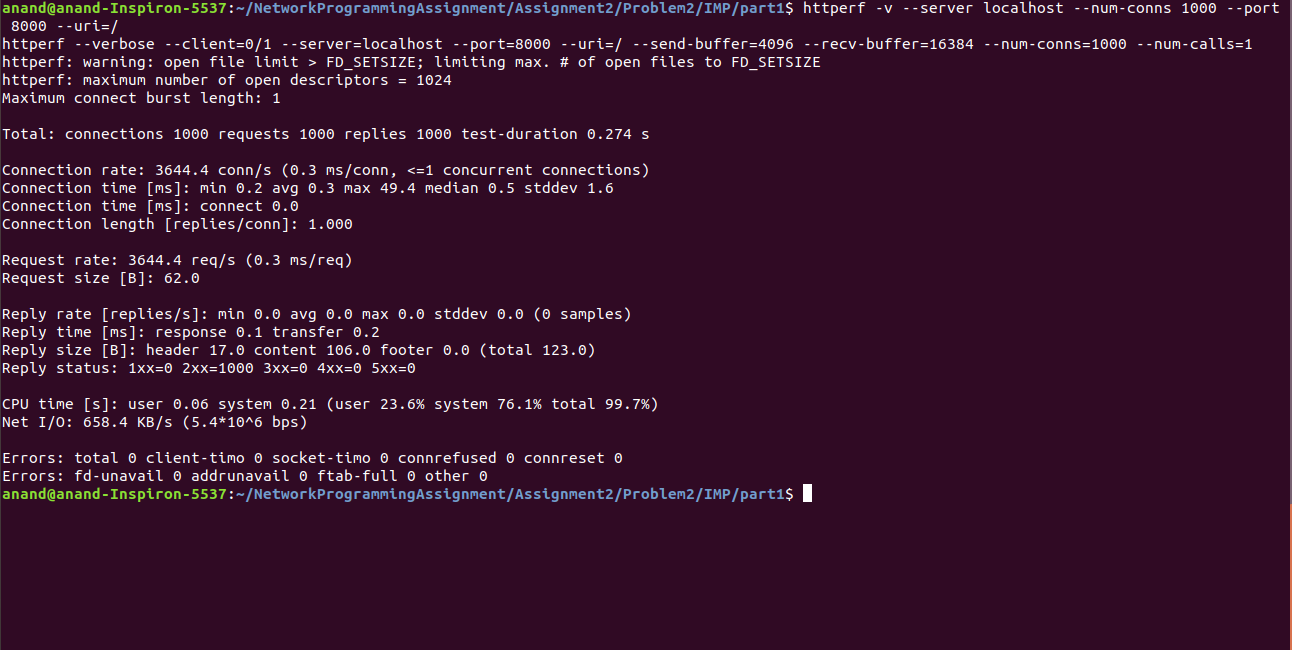 anand@anand-Inspiron-5537:~/NetworkProgrammingAssignment/Assignment2/Problem2/IMP/part1$ httperf -v --server localhost --num-conns 1000 --port
 8000 --uri=/
httperf --verbose --client=0/1 --server=localhost --port=8000 --uri=/ --send-buffer=4096 --recv-buffer=16384 --num-conns=1000 --num-calls=1
httperf: warning: open file limit > FD_SETSIZE; limiting max. # of open files to FD_SETSIZE
httperf: maximum number of open descriptors = 1024
Maximum connect burst length: 1

Total: connections 1000 requests 1000 replies 1000 test-duration 0.274 s

Connection rate: 3644.4 conn/s (0.3 ms/conn, <=1 concurrent connections)
Connection time [ms]: min 0.2 avg 0.3 max 49.4 median 0.5 stddev 1.6
Connection time [ms]: connect 0.0
Connection length [replies/conn]: 1.000

Request rate: 3644.4 req/s (0.3 ms/req)
Request size [B]: 62.0

Reply rate [replies/s]: min 0.0 avg 0.0 max 0.0 stddev 0.0 (0 samples)
Reply time [ms]: response 0.1 transfer 0.2
Reply size [B]: header 17.0 content 106.0 footer 0.0 (total 123.0)
Reply status: 1xx=0 2xx=1000 3xx=0 4xx=0 5xx=0

CPU time [s]: user 0.06 system 0.21 (user 23.6% system 76.1% total 99.7%)
Net I/O: 658.4 KB/s (5.4*10^6 bps)

Errors: total 0 client-timo 0 socket-timo 0 connrefused 0 connreset 0
Errors: fd-unavail 0 addrunavail 0 ftab-full 0 other 0
anand@anand-Inspiron-5537:~/NetworkProgrammingAssignment/Assignment2/Problem2/IMP/part1$